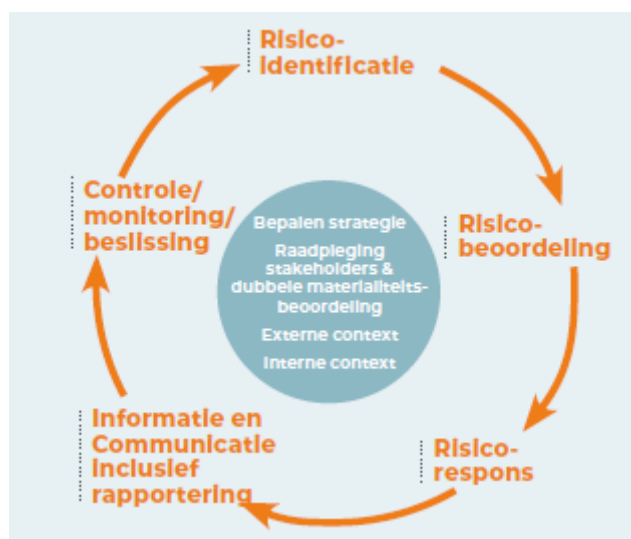 Risico-
identificatie
Risico-
beoordeling
Risico-
respons
Informatie en
Communicatie
inclusief
rapportering
Controle/
monitoring/
beslissing
Bepalen strategie
Raadpleging
stakeholders &
dubbele materialiteits-
beoordeling
Externe context
Interne context